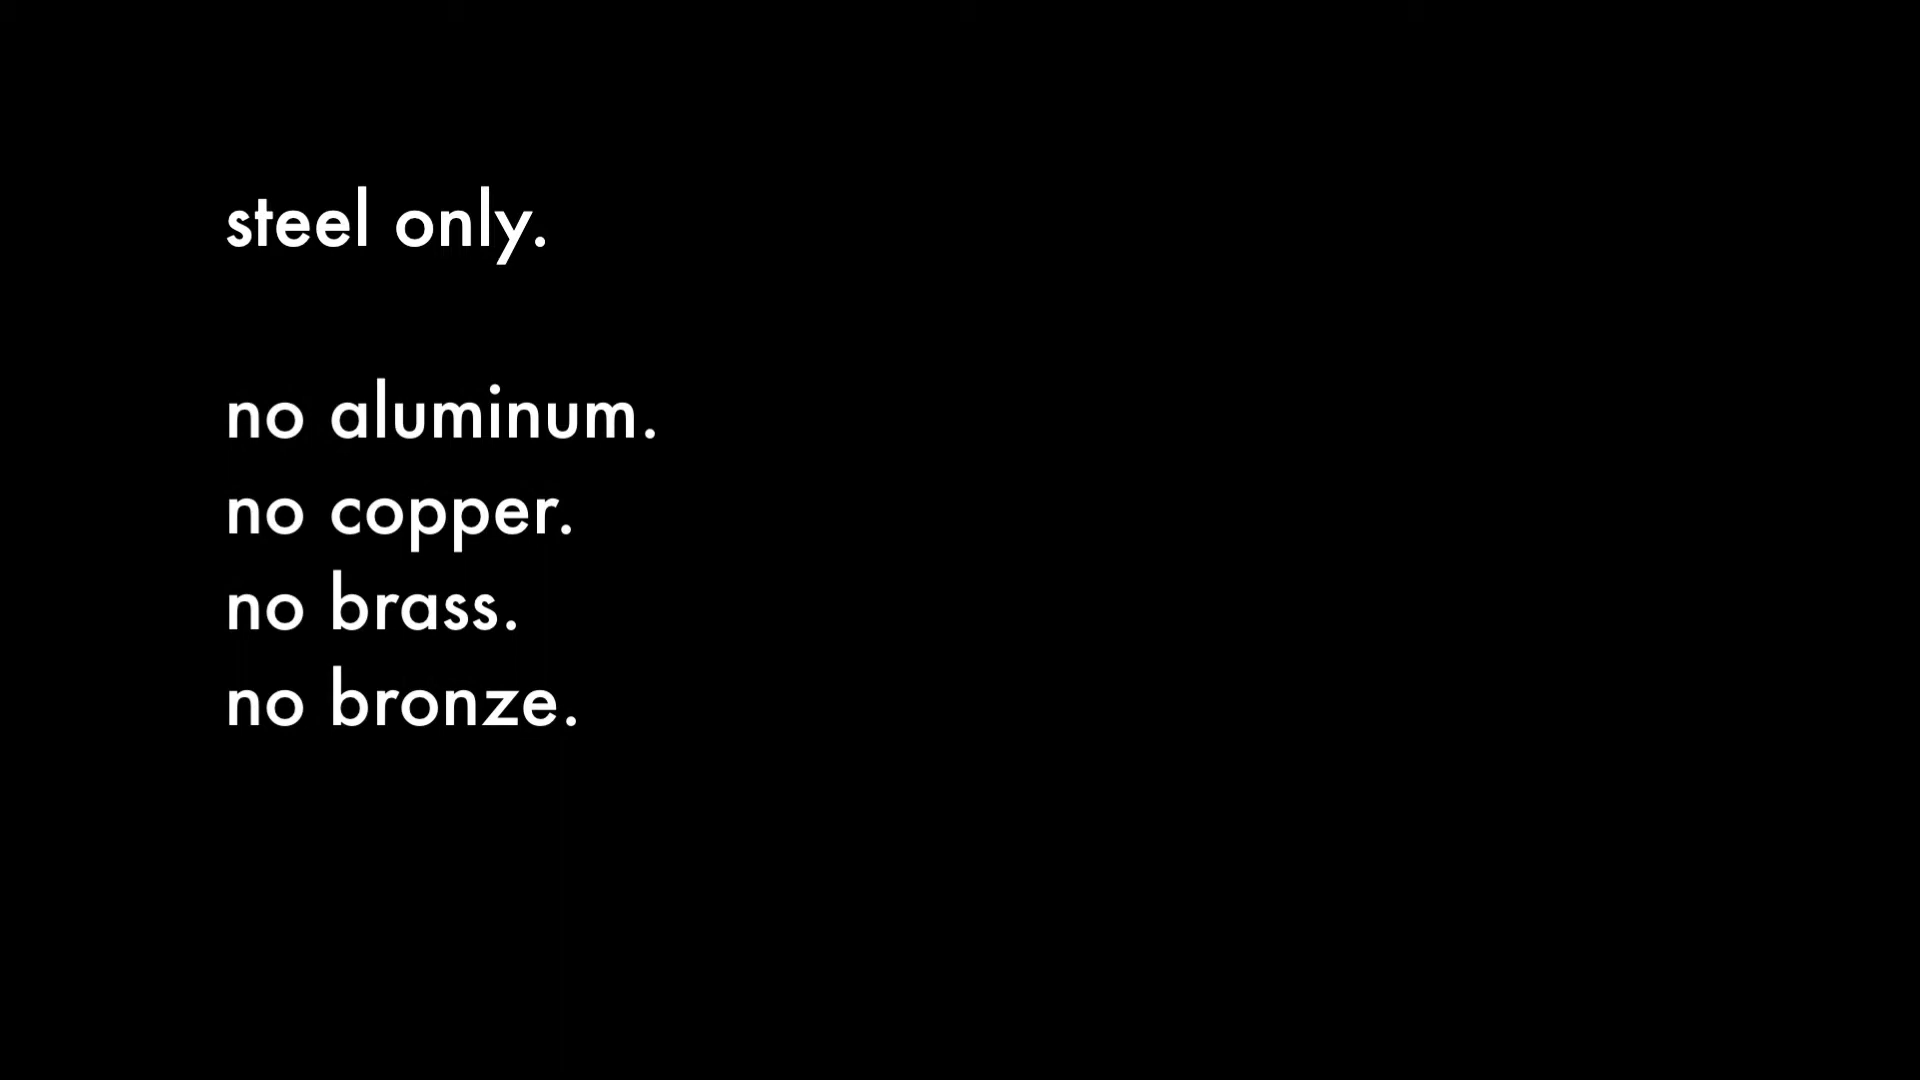 steel only.
no aluminum.
no copper.
no brass.
no bronze.